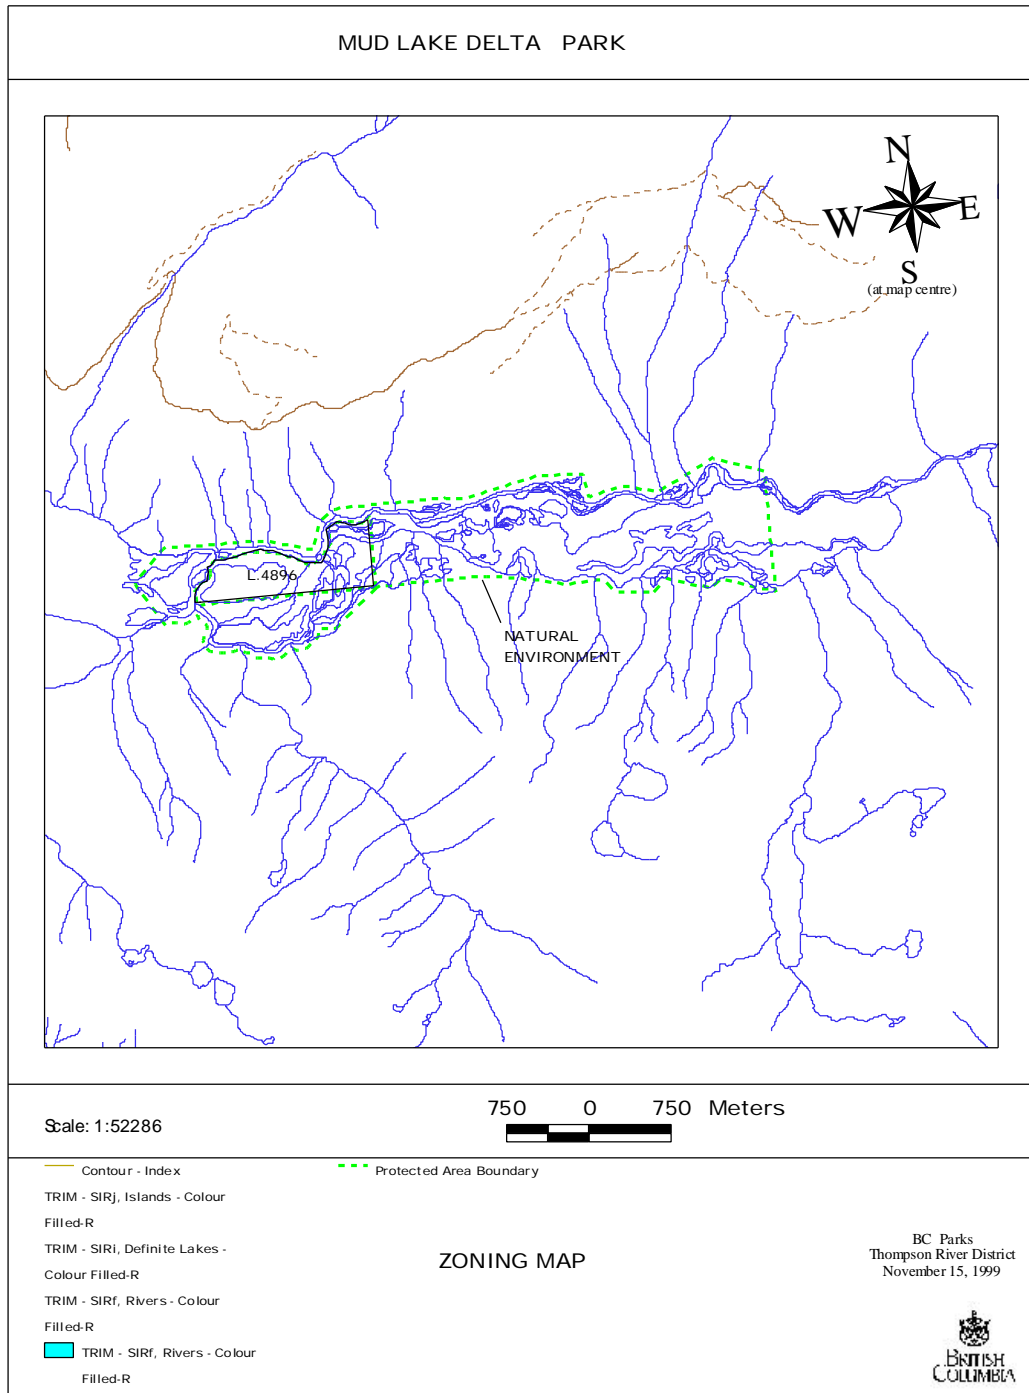 MUD LAKE DELTA PARK
N
W E
S
(at map centre)
L.4896
NATURAL
ENVIRONMENT
Scale: 1:52286
750 0 750 Meters
Contour - Index
Protected Area Boundary
TRIM - SIRj, Islands - Colour
Filled-R
TRIM - SIRi, Definite Lakes -
Colour Filled-R
TRIM - SIRf, Rivers - Colour
Filled-R
TRIM - SIRf, Rivers - Colour
Filled-R
ZONING MAP
BC Parks
Thompson River District
November 15, 1999
BRITISH
COLUMBIA